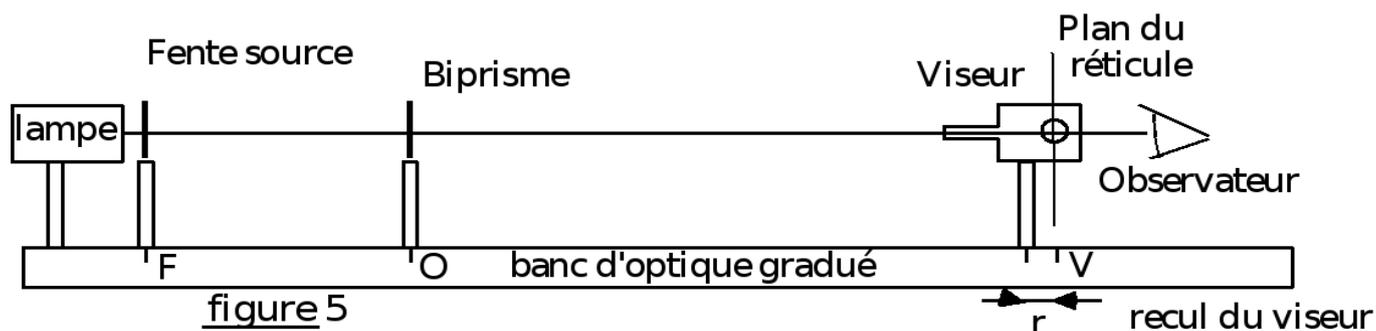 Plan du
réticule
Fente source
Biprisme
Viseur
lampe
Observateur
F
O
banc d'optique gradué
V
figure 5
r
recul du viseur